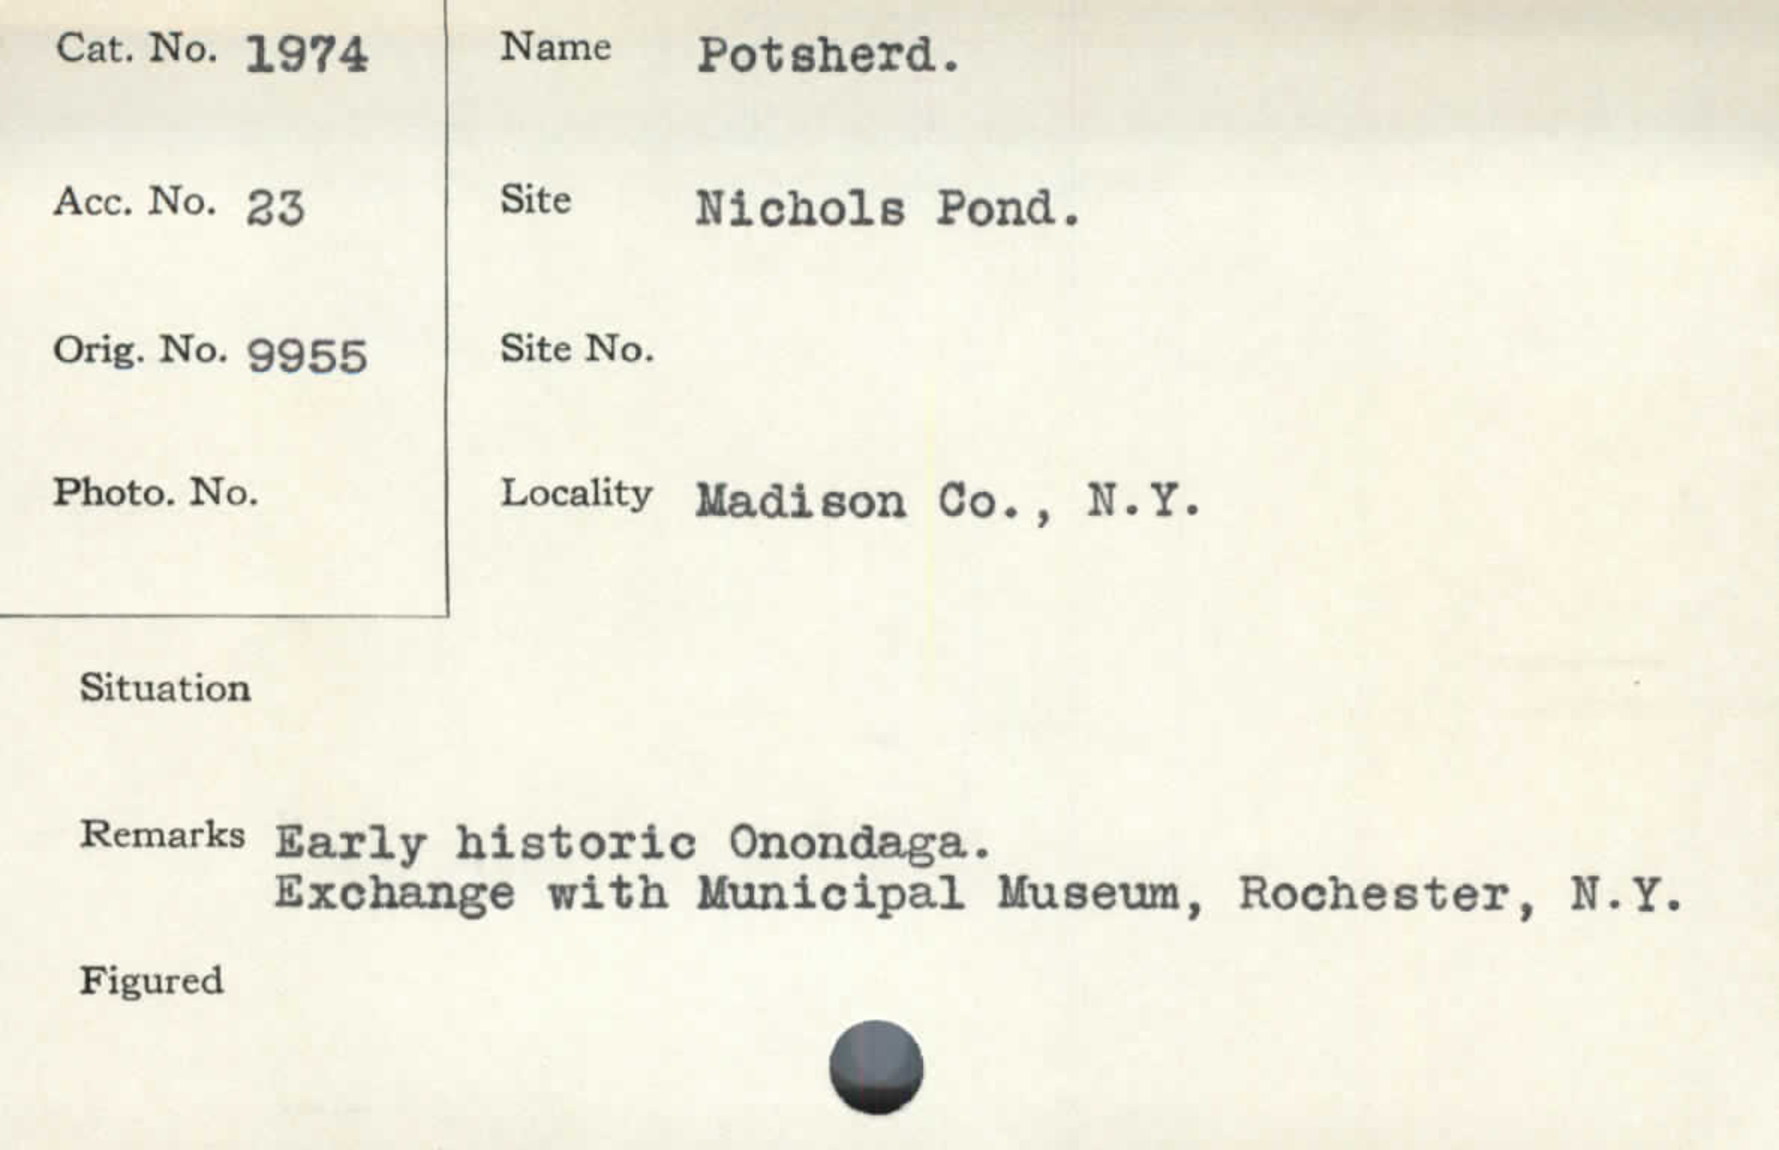 Cat. No. 1974
Name Potsherd.
Acc. No. 23
Site Nichols Pond.
Orig. No. 9955
Site No.
Photo. No.
Locality Madison Co., N.Y.
Situation
Remarks Early historic Onondaga.
Exchange with Municipal Museum, Rochester, N.Y.
Figured